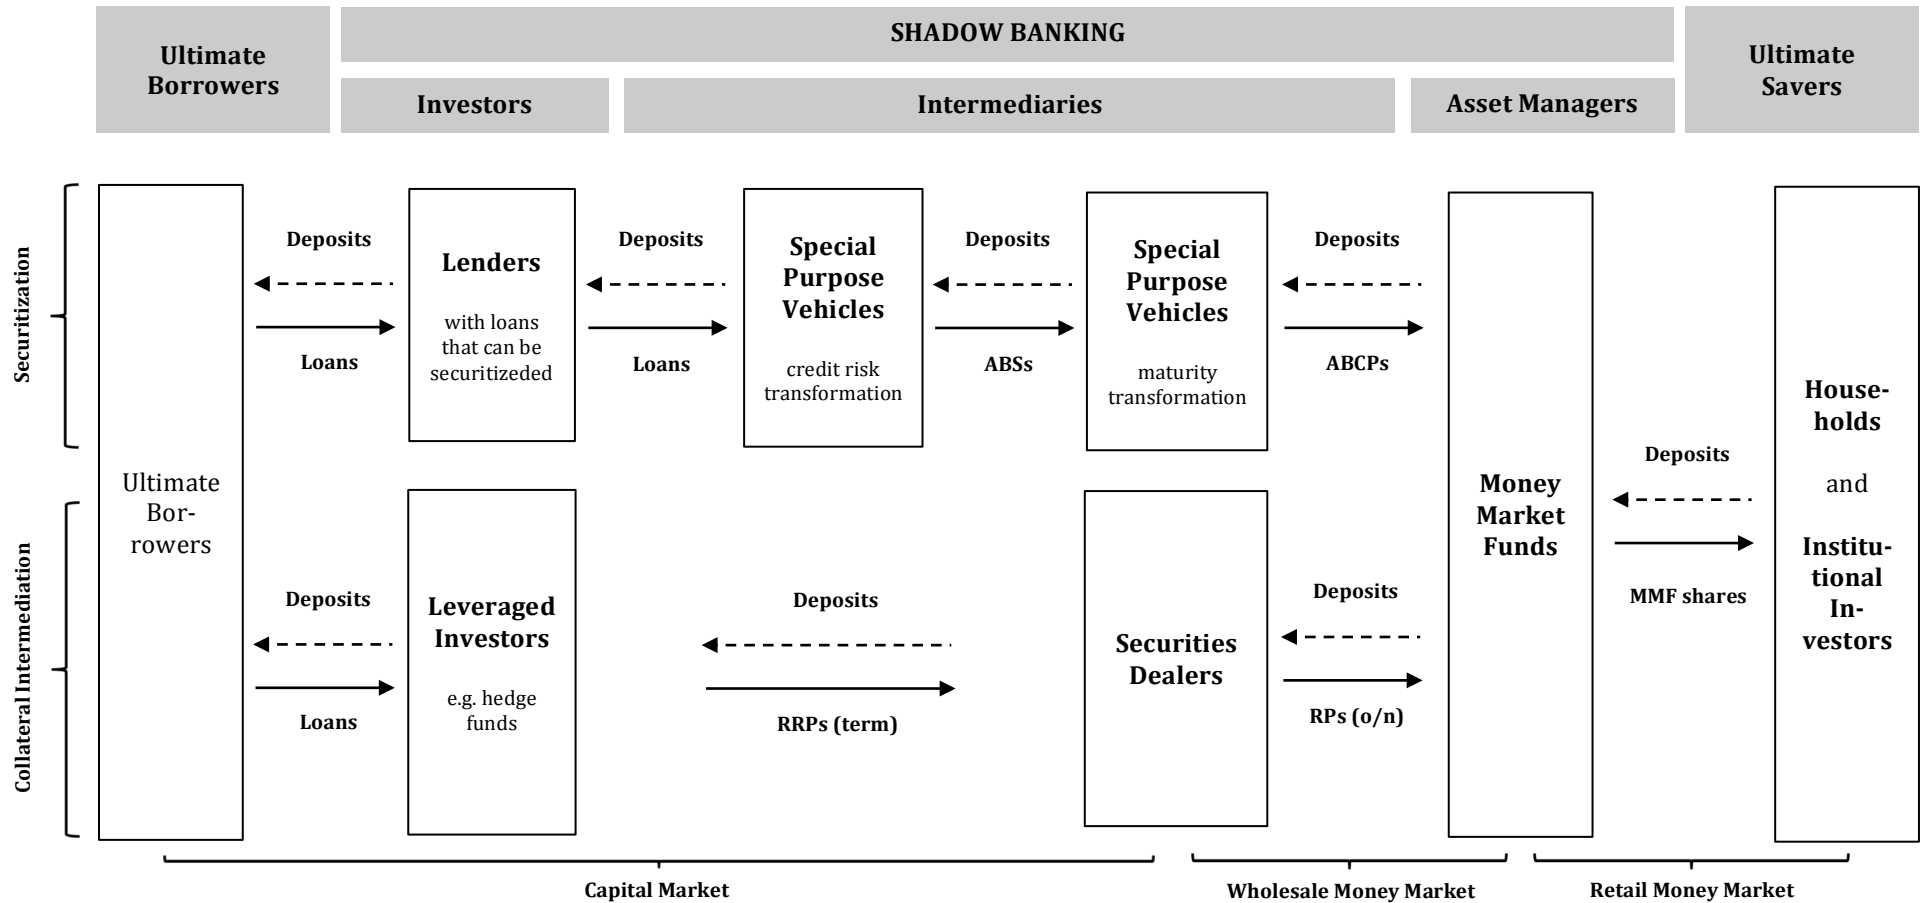 Ultimate
Borrowers
SHADOW BANKING
Ultimate
Savers
Investors
Intermediaries
Asset Managers
Securitization
Collateral Intermediation
Ultimate
Bor-
rowers
Deposits
Loans
Lenders
with loans
that can be
securitizeded
Deposits
Loans
Special
Purpose
Vehicles
credit risk
transformation
Deposits
ABSs
Special
Purpose
Vehicles
maturity
transformation
Deposits
ABCPs
Deposits
Loans
Leveraged
Investors
e.g. hedge
funds
Deposits
RRPs (term)
Securities
Dealers
Deposits
RPs (o/n)
Money
Market
Funds
Deposits
MMF shares
House-
holds
and
Institu-
tional
In-
vestors
Capital Market
Wholesale Money Market
Retail Money Market